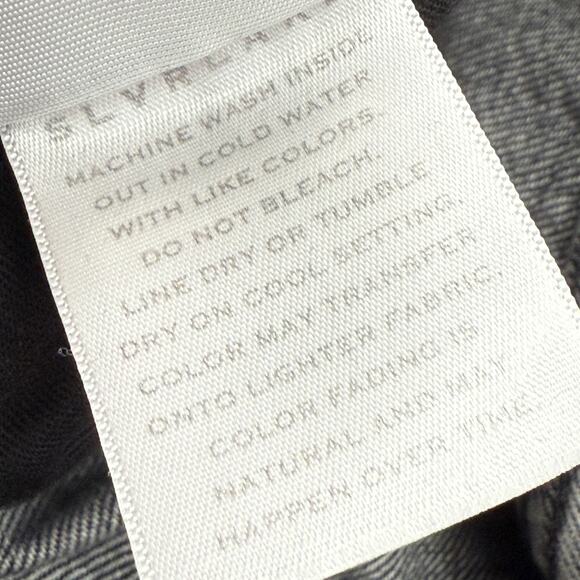 MACHINE WASH INSIDE
OUT IN COLD WATER
WITH LIKE COLORS.
DO NOT BLEACH.
LINE DRY OR TUMBLE
DRY ON COOL SETTING.
COLOR MAY TRANSFER
ONTO LIGHTER FABRIC.
COLOR FADING IS
NATURAL AND MAY
HAPPEN OVER TIME.